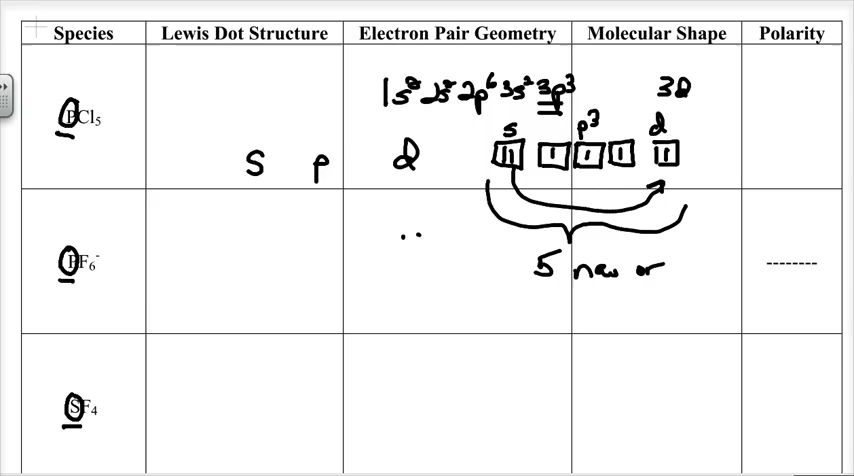 Species Lewis Dot Structure Electron Pair Geometry Molecular Shape Polarity
1s² 2s² 2p⁶ 3s² 3p³ 3d
PCl₅
s p³ d
s p d
PF₆⁻
5 new or
--------
SF₄